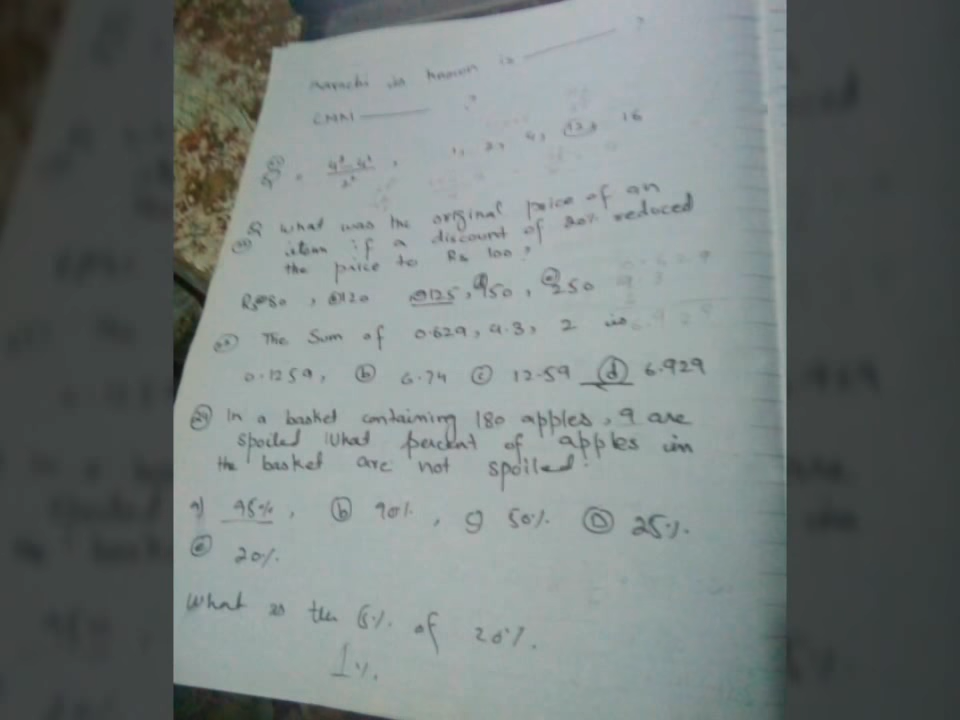 Karachi is known is ______ ?
CNN ______ ?
1, 2, 4, 12, 16
Q What was the original price of an
item if a discount of 20% reduced
the price to Rs 100?
Rs 80, 120 125, 150, 250
The Sum of 0.629, 4.3, 2 is
0.1259, (b) 6.74 (c) 12.59 (d) 6.929
In a basket containing 180 apples, 9 are
spoiled What percent of apples in
the basket are not spoiled.
a) 95%, (b) 90%, c) 50% (D) 25%.
(e) 20%.
What is the 5% of 20%.
1%.